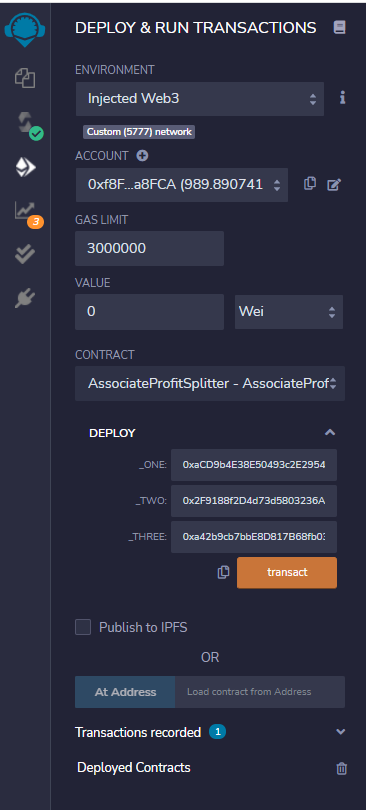 DEPLOY & RUN TRANSACTIONS
ENVIRONMENT
Injected Web3
Custom (5777) network
ACCOUNT
0xf8F...a8FCA (989.890741
GAS LIMIT
3000000
VALUE
0 Wei
CONTRACT
AssociateProfitSplitter - AssociateProf
DEPLOY
_ONE: 0xaCD9b4E38E50493c2E2954
_TWO: 0x2F9188f2D4d73d5803236A
_THREE: 0xa42b9cb7bbE8D817B68fb03
transact
Publish to IPFS
OR
At Address Load contract from Address
Transactions recorded 1
3
Deployed Contracts